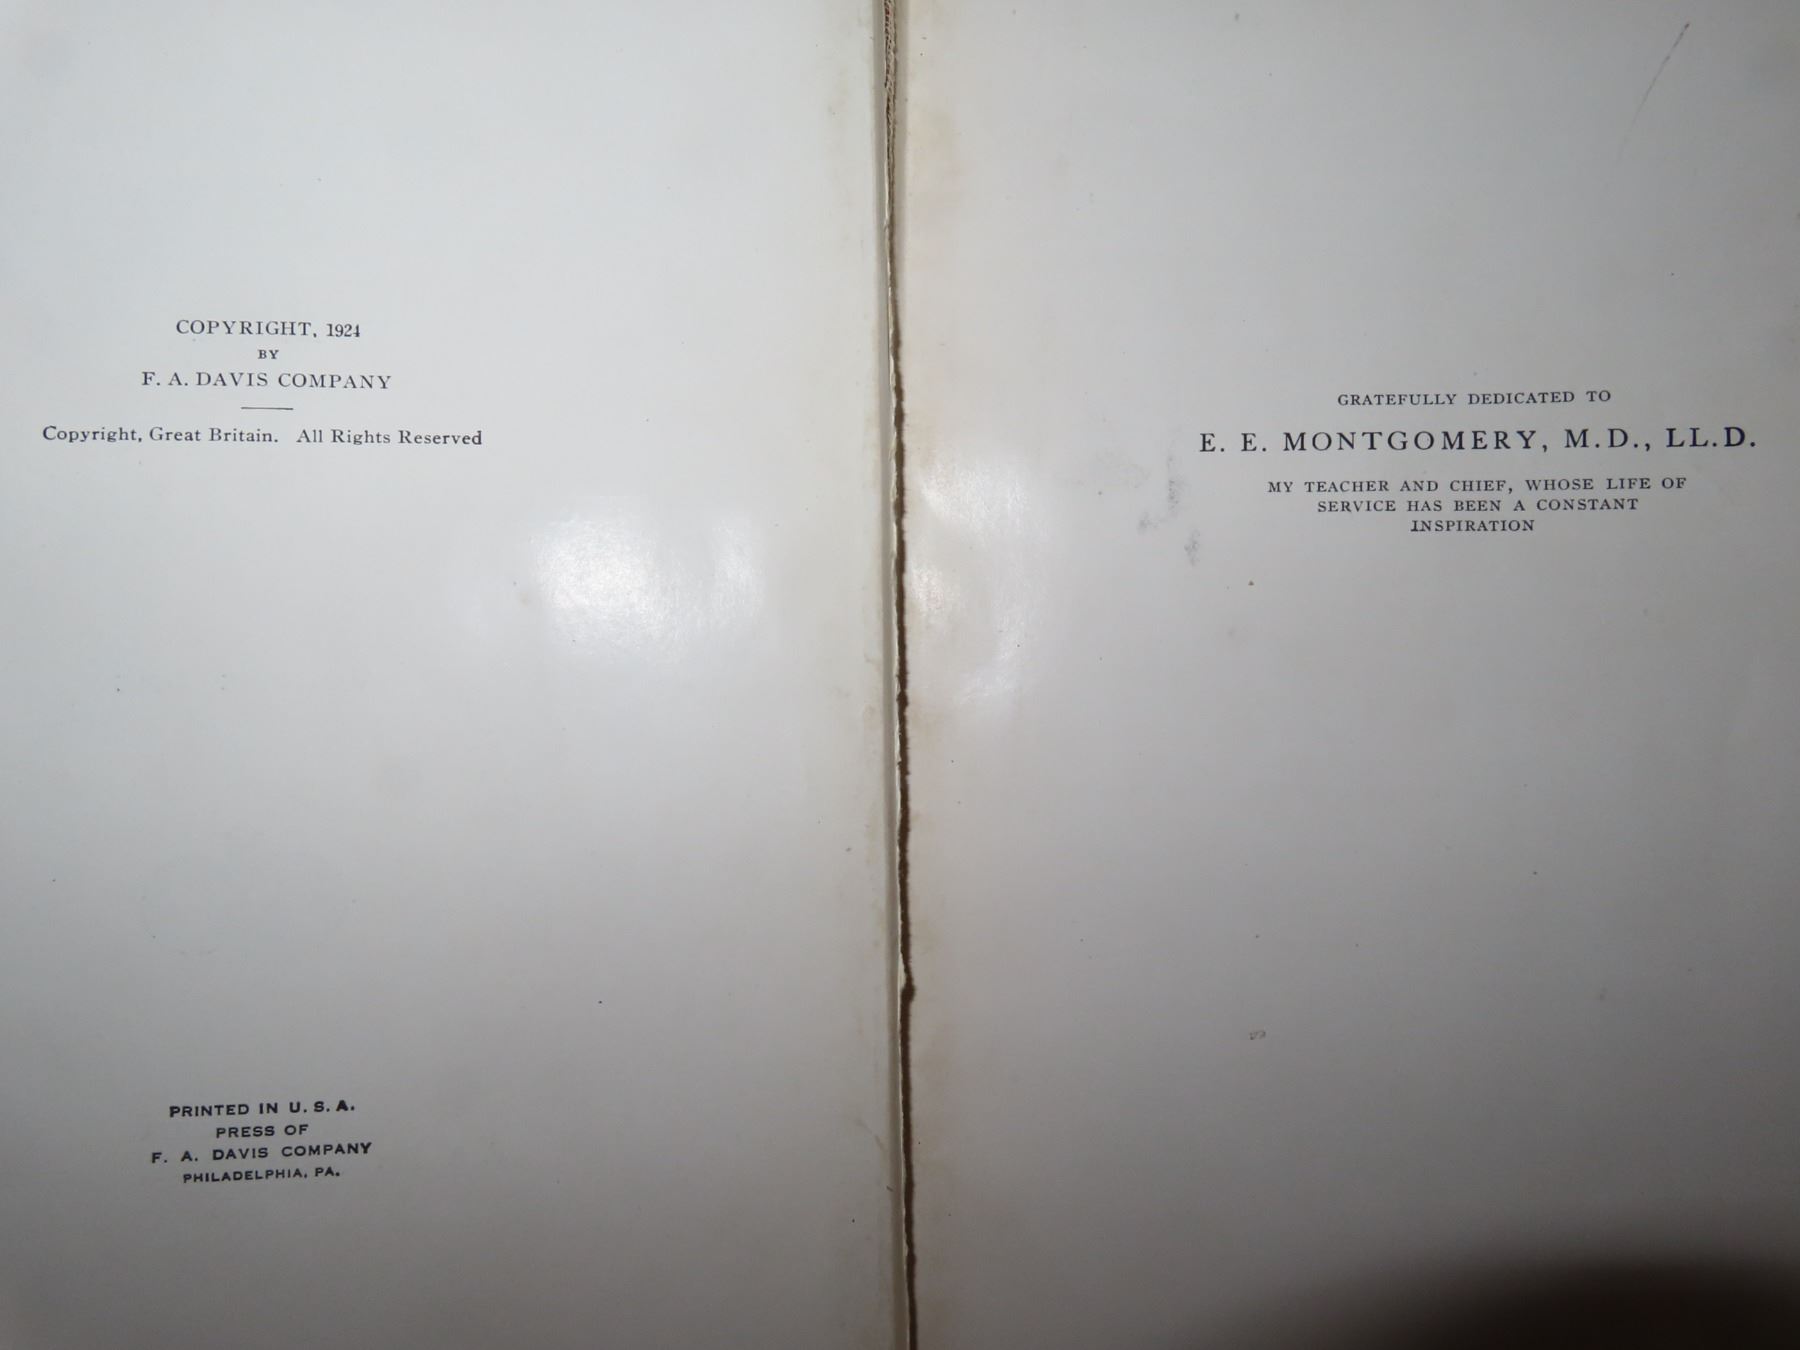 COPYRIGHT, 1924
BY
F. A. DAVIS COMPANY
Copyright, Great Britain. All Rights Reserved
PRINTED IN U. S. A.
PRESS OF
F. A. DAVIS COMPANY
PHILADELPHIA, PA.
GRATEFULLY DEDICATED TO
E. E. MONTGOMERY, M.D., LL.D.
MY TEACHER AND CHIEF, WHOSE LIFE OF
SERVICE HAS BEEN A CONSTANT
INSPIRATION